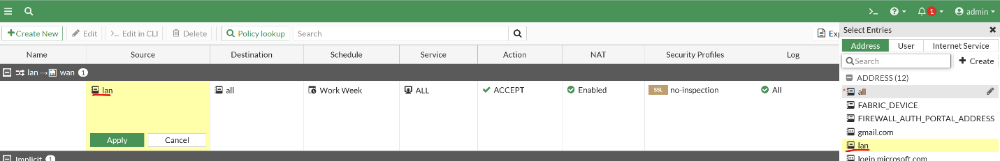 1 admin
+Create New Edit >_ Edit in CLI Delete Policy lookup Search
Select Entries
Name Source Destination Schedule Service Action NAT Security Profiles Log
Address User Internet Service
Search + Create
lan → wan 1
ADDRESS (12)
lan all Work Week ALL ACCEPT Enabled SSL no-inspection All
all
FABRIC_DEVICE
FIREWALL_AUTH_PORTAL_ADDRESS
gmail.com
Apply Cancel
lan
Implicit 1
login.microsoft.com